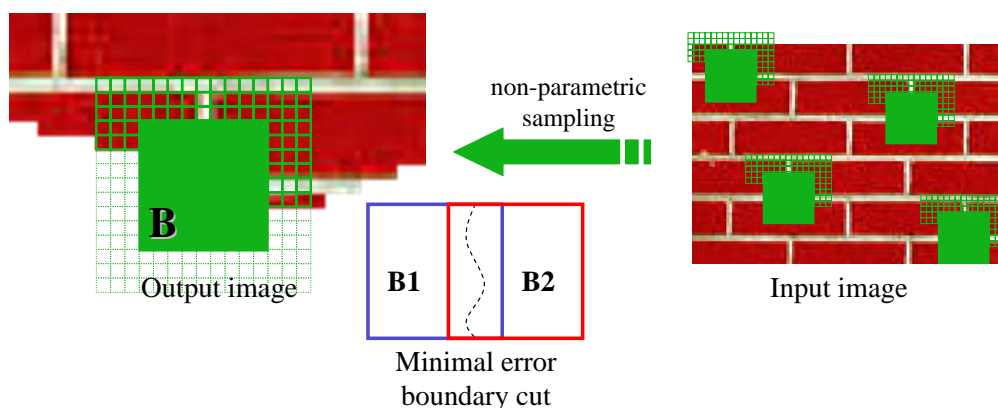 non-parametric
sampling
B
Output image
B1
B2
Input image
Minimal error
boundary cut